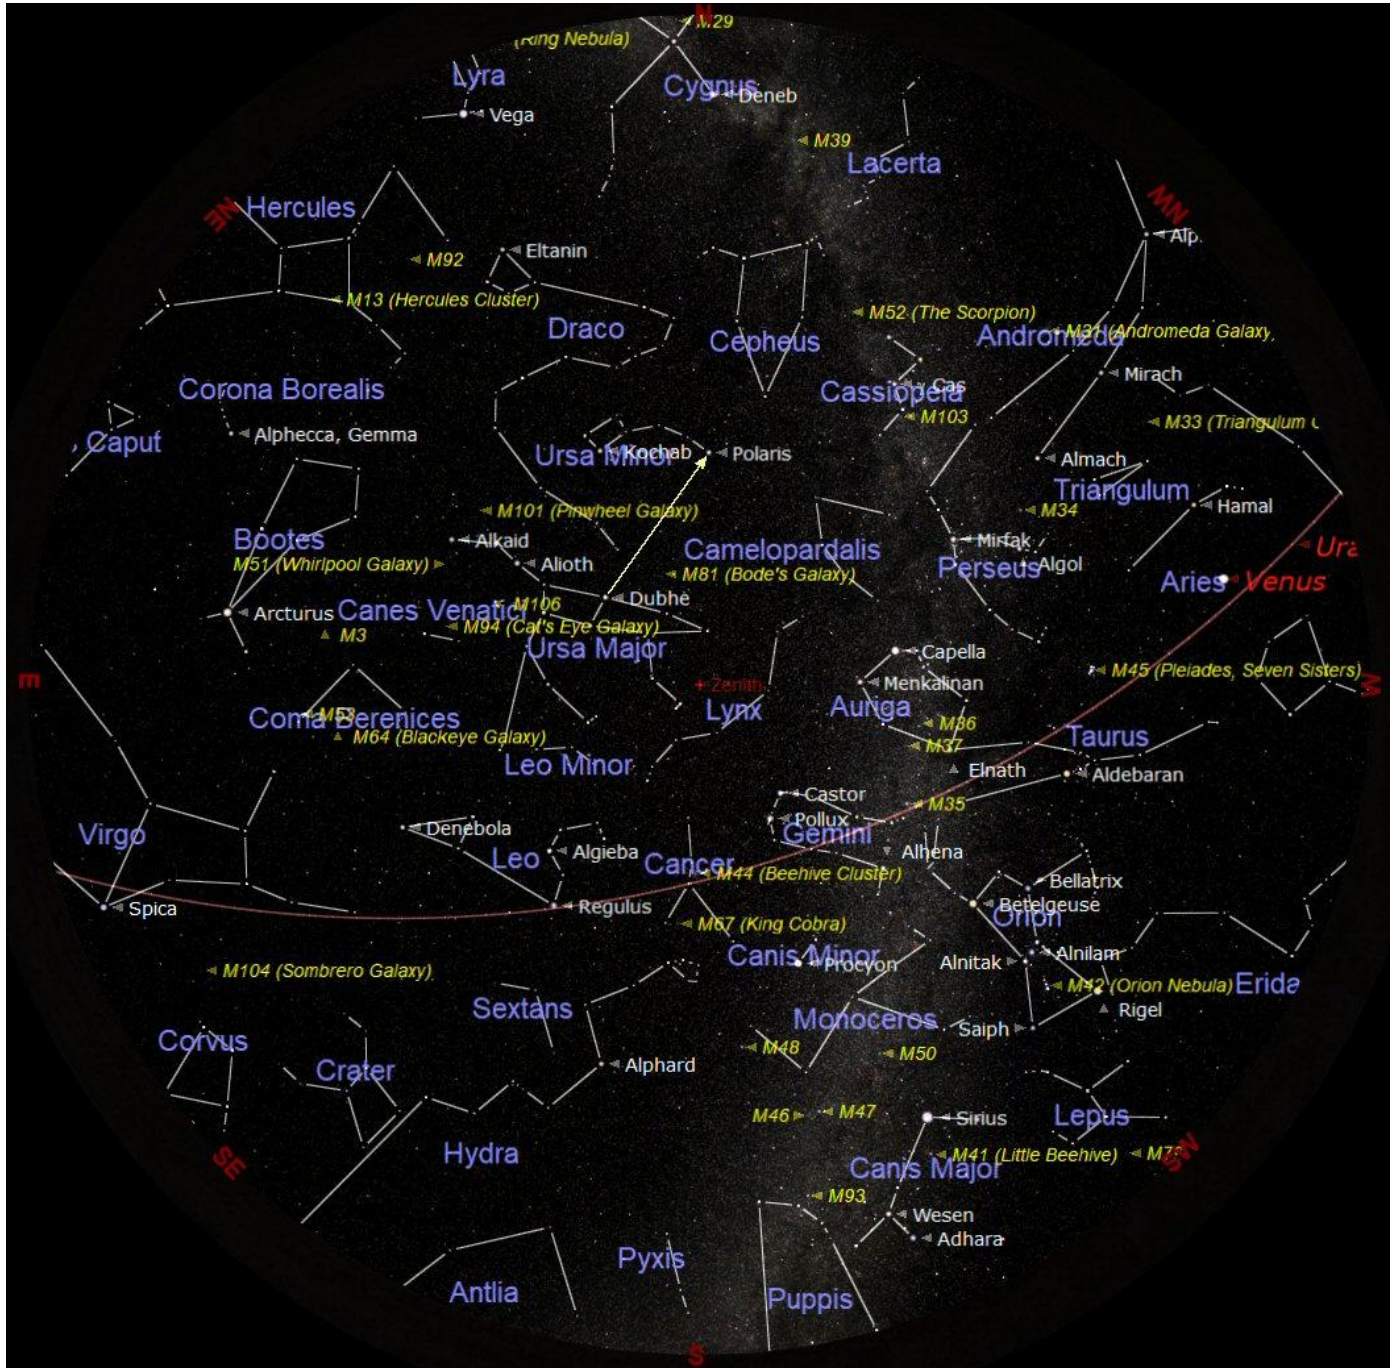 N
M29
(Ring Nebula)
Lyra
Cygnus
Deneb
Vega
M39
Lacerta
NE
Hercules
NW
Alp.
Eltanin
M92
M13 (Hercules Cluster)
M52 (The Scorpion)
Draco
Cepheus
Andromeda
M31 (Andromeda Galaxy,
Mirach
Corona Borealis
Cassiopeia
Cas
M103
M33 (Triangulum
Alphecca, Gemma
Caput
Ursa Minor
Kochab
Polaris
Almach
Triangulum
Hamal
M101 (Pinwheel Galaxy)
M34
Bootes
Alkaid
Mirfak
M51 (Whirlpool Galaxy)
Alioth
Camelopardalis
Algol
Perseus
Ura
M81 (Bode's Galaxy)
Aries
Venus
Dubhe
M106
Arcturus
Canes Venatici
M94 (Cat's Eye Galaxy)
M3
Ursa Major
Capella
M45 (Pleiades, Seven Sisters)
m
Zenith
Menkalinan
M
Lynx
Auriga
M53
Coma Berenices
M36
M64 (Blackeye Galaxy)
M37
Taurus
Leo Minor
Elnath
Aldebaran
Castor
M35
Pollux
Virgo
Denebola
Gemini
Leo
Algieba
Alhena
Cancer
M44 (Beehive Cluster)
Bellatrix
Spica
Regulus
Betelgeuse
Orion
M67 (King Cobra)
Canis Minor
Procyon
Alnilam
Alnitak
M104 (Sombrero Galaxy)
M42 (Orion Nebula)
Erida
Sextans
Rigel
Monoceros
Saiph
Corvus
M48
M50
Crater
Alphard
M46
M47
Sirius
Lepus
Hydra
M41 (Little Beehive)
SW
SE
Canis Major
M93
Wesen
Adhara
Pyxis
Antlia
Puppis
S